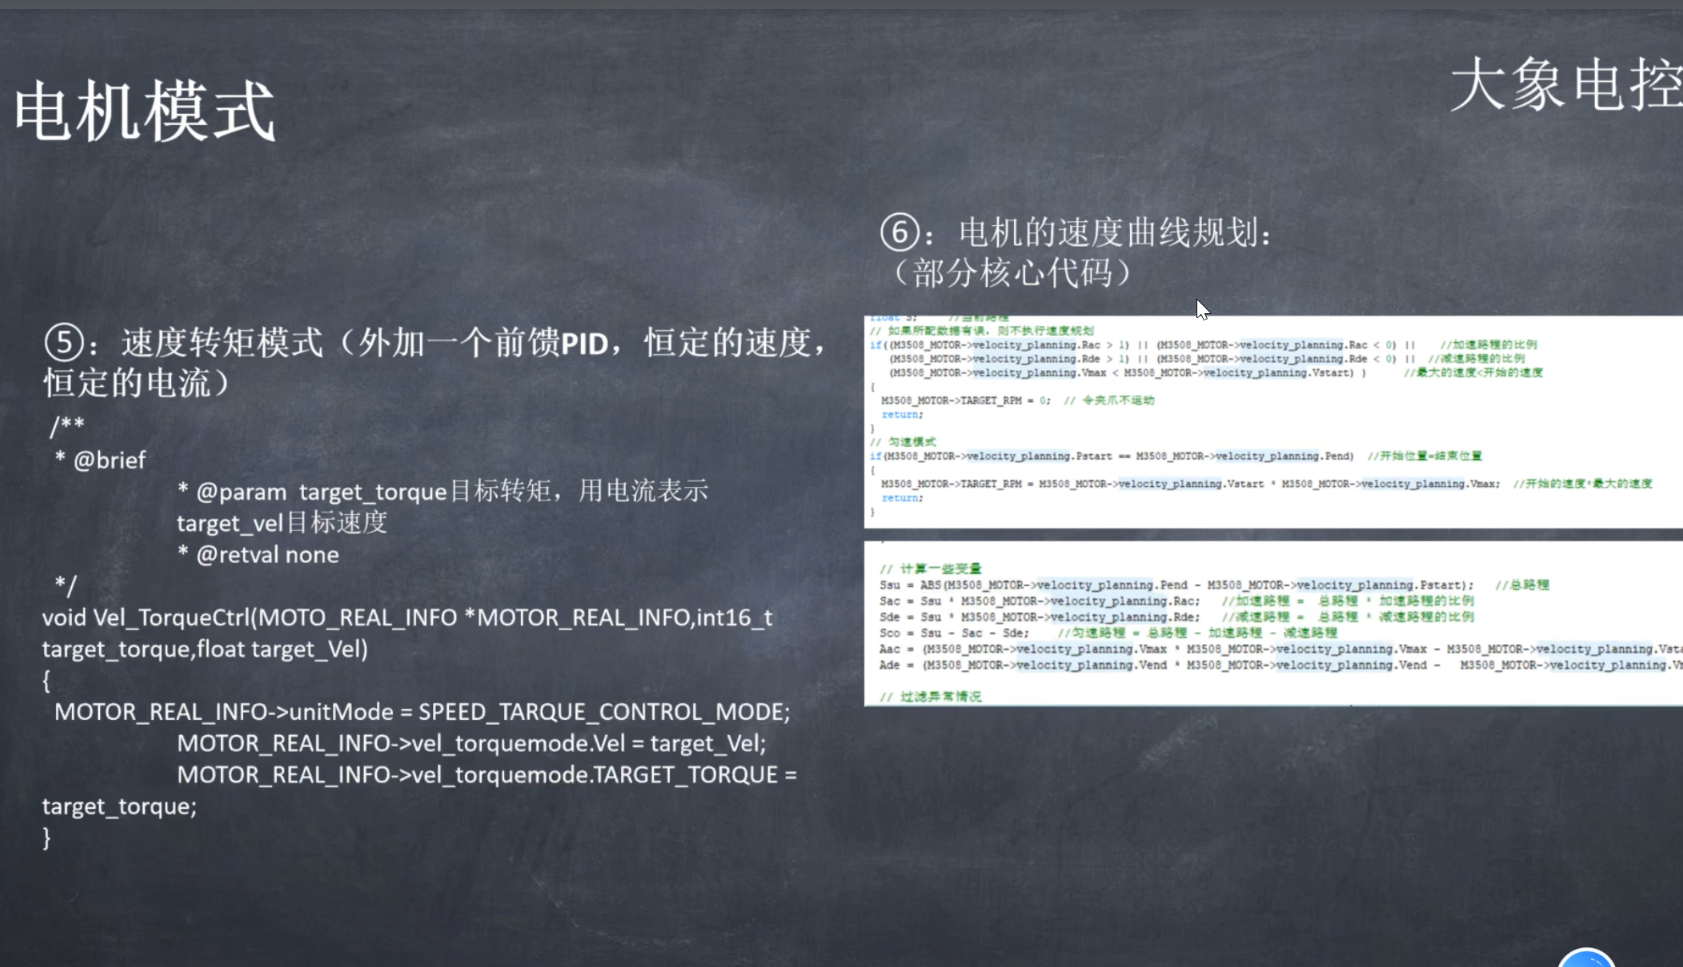 电机模式
大象电控
⑤：速度转矩模式（外加一个前馈PID，恒定的速度，
恒定的电流）
/**
* @brief
* @param  target_torque目标转矩，用电流表示
target_vel目标速度
* @retval none
*/
void Vel_TorqueCtrl(MOTO_REAL_INFO *MOTOR_REAL_INFO,int16_t
target_torque,float target_Vel)
{
MOTOR_REAL_INFO->unitMode = SPEED_TARQUE_CONTROL_MODE;
MOTOR_REAL_INFO->vel_torquemode.Vel = target_Vel;
MOTOR_REAL_INFO->vel_torquemode.TARGET_TORQUE =
target_torque;
}
⑥：电机的速度曲线规划：
（部分核心代码）
float S;    //当前路程
// 如果所配数据有误，则不执行速度规划
if((M3508_MOTOR->velocity_planning.Rac > 1) || (M3508_MOTOR->velocity_planning.Rac < 0) ||    //加速路程的比例
(M3508_MOTOR->velocity_planning.Rde > 1) || (M3508_MOTOR->velocity_planning.Rde < 0) ||  //减速路程的比例
(M3508_MOTOR->velocity_planning.Vmax < M3508_MOTOR->velocity_planning.Vstart) )      //最大的速度<开始的速度
{
M3508_MOTOR->TARGET_RPM = 0;  // 令夹爪不运动
return;
}
// 匀速模式
if(M3508_MOTOR->velocity_planning.Pstart == M3508_MOTOR->velocity_planning.Pend)  //开始位置=结束位置
{
M3508_MOTOR->TARGET_RPM = M3508_MOTOR->velocity_planning.Vstart * M3508_MOTOR->velocity_planning.Vmax;  //开始的速度*最大的速度
return;
}
// 计算一些变量
Ssu = ABS(M3508_MOTOR->velocity_planning.Pend - M3508_MOTOR->velocity_planning.Pstart);   //总路程
Sac = Ssu * M3508_MOTOR->velocity_planning.Rac;   //加速路程 =  总路程 * 加速路程的比例
Sde = Ssu * M3508_MOTOR->velocity_planning.Rde;   //减速路程 =  总路程 * 减速路程的比例
Sco = Ssu - Sac - Sde;    //匀速路程 = 总路程 - 加速路程 - 减速路程
Aac = (M3508_MOTOR->velocity_planning.Vmax * M3508_MOTOR->velocity_planning.Vmax - M3508_MOTOR->velocity_planning.Vsta
Ade = (M3508_MOTOR->velocity_planning.Vend * M3508_MOTOR->velocity_planning.Vend -   M3508_MOTOR->velocity_planning.Vm
// 过滤异常情况